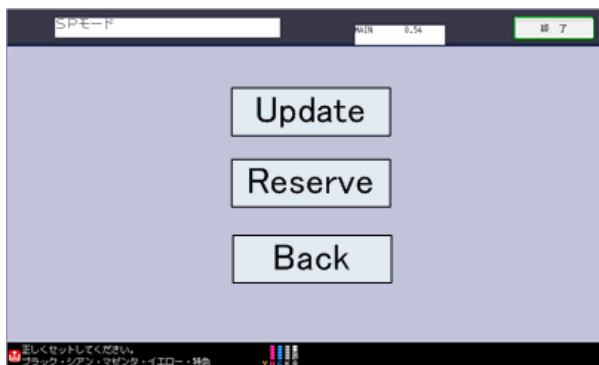 SPモード
MAIN 0.54
終 了
Update
Reserve
Back
正しくセットしてください。
ブラック・シアン・マゼンタ・イエロー・特色